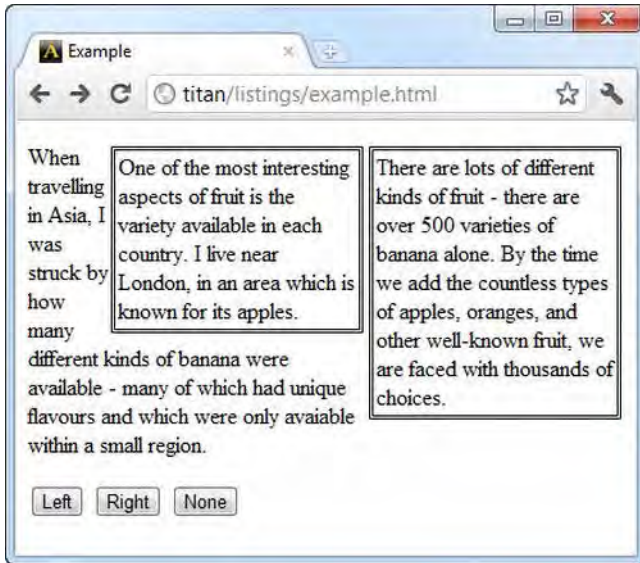 Example
titan/listings/example.html
When
travelling
in Asia, I
was
struck by
how
many
different kinds of banana were
available - many of which had unique
flavours and which were only avaiable
within a small region.
One of the most interesting
aspects of fruit is the
variety available in each
country. I live near
London, in an area which is
known for its apples.
There are lots of different
kinds of fruit - there are
over 500 varieties of
banana alone. By the time
we add the countless types
of apples, oranges, and
other well-known fruit, we
are faced with thousands of
choices.
Left Right None